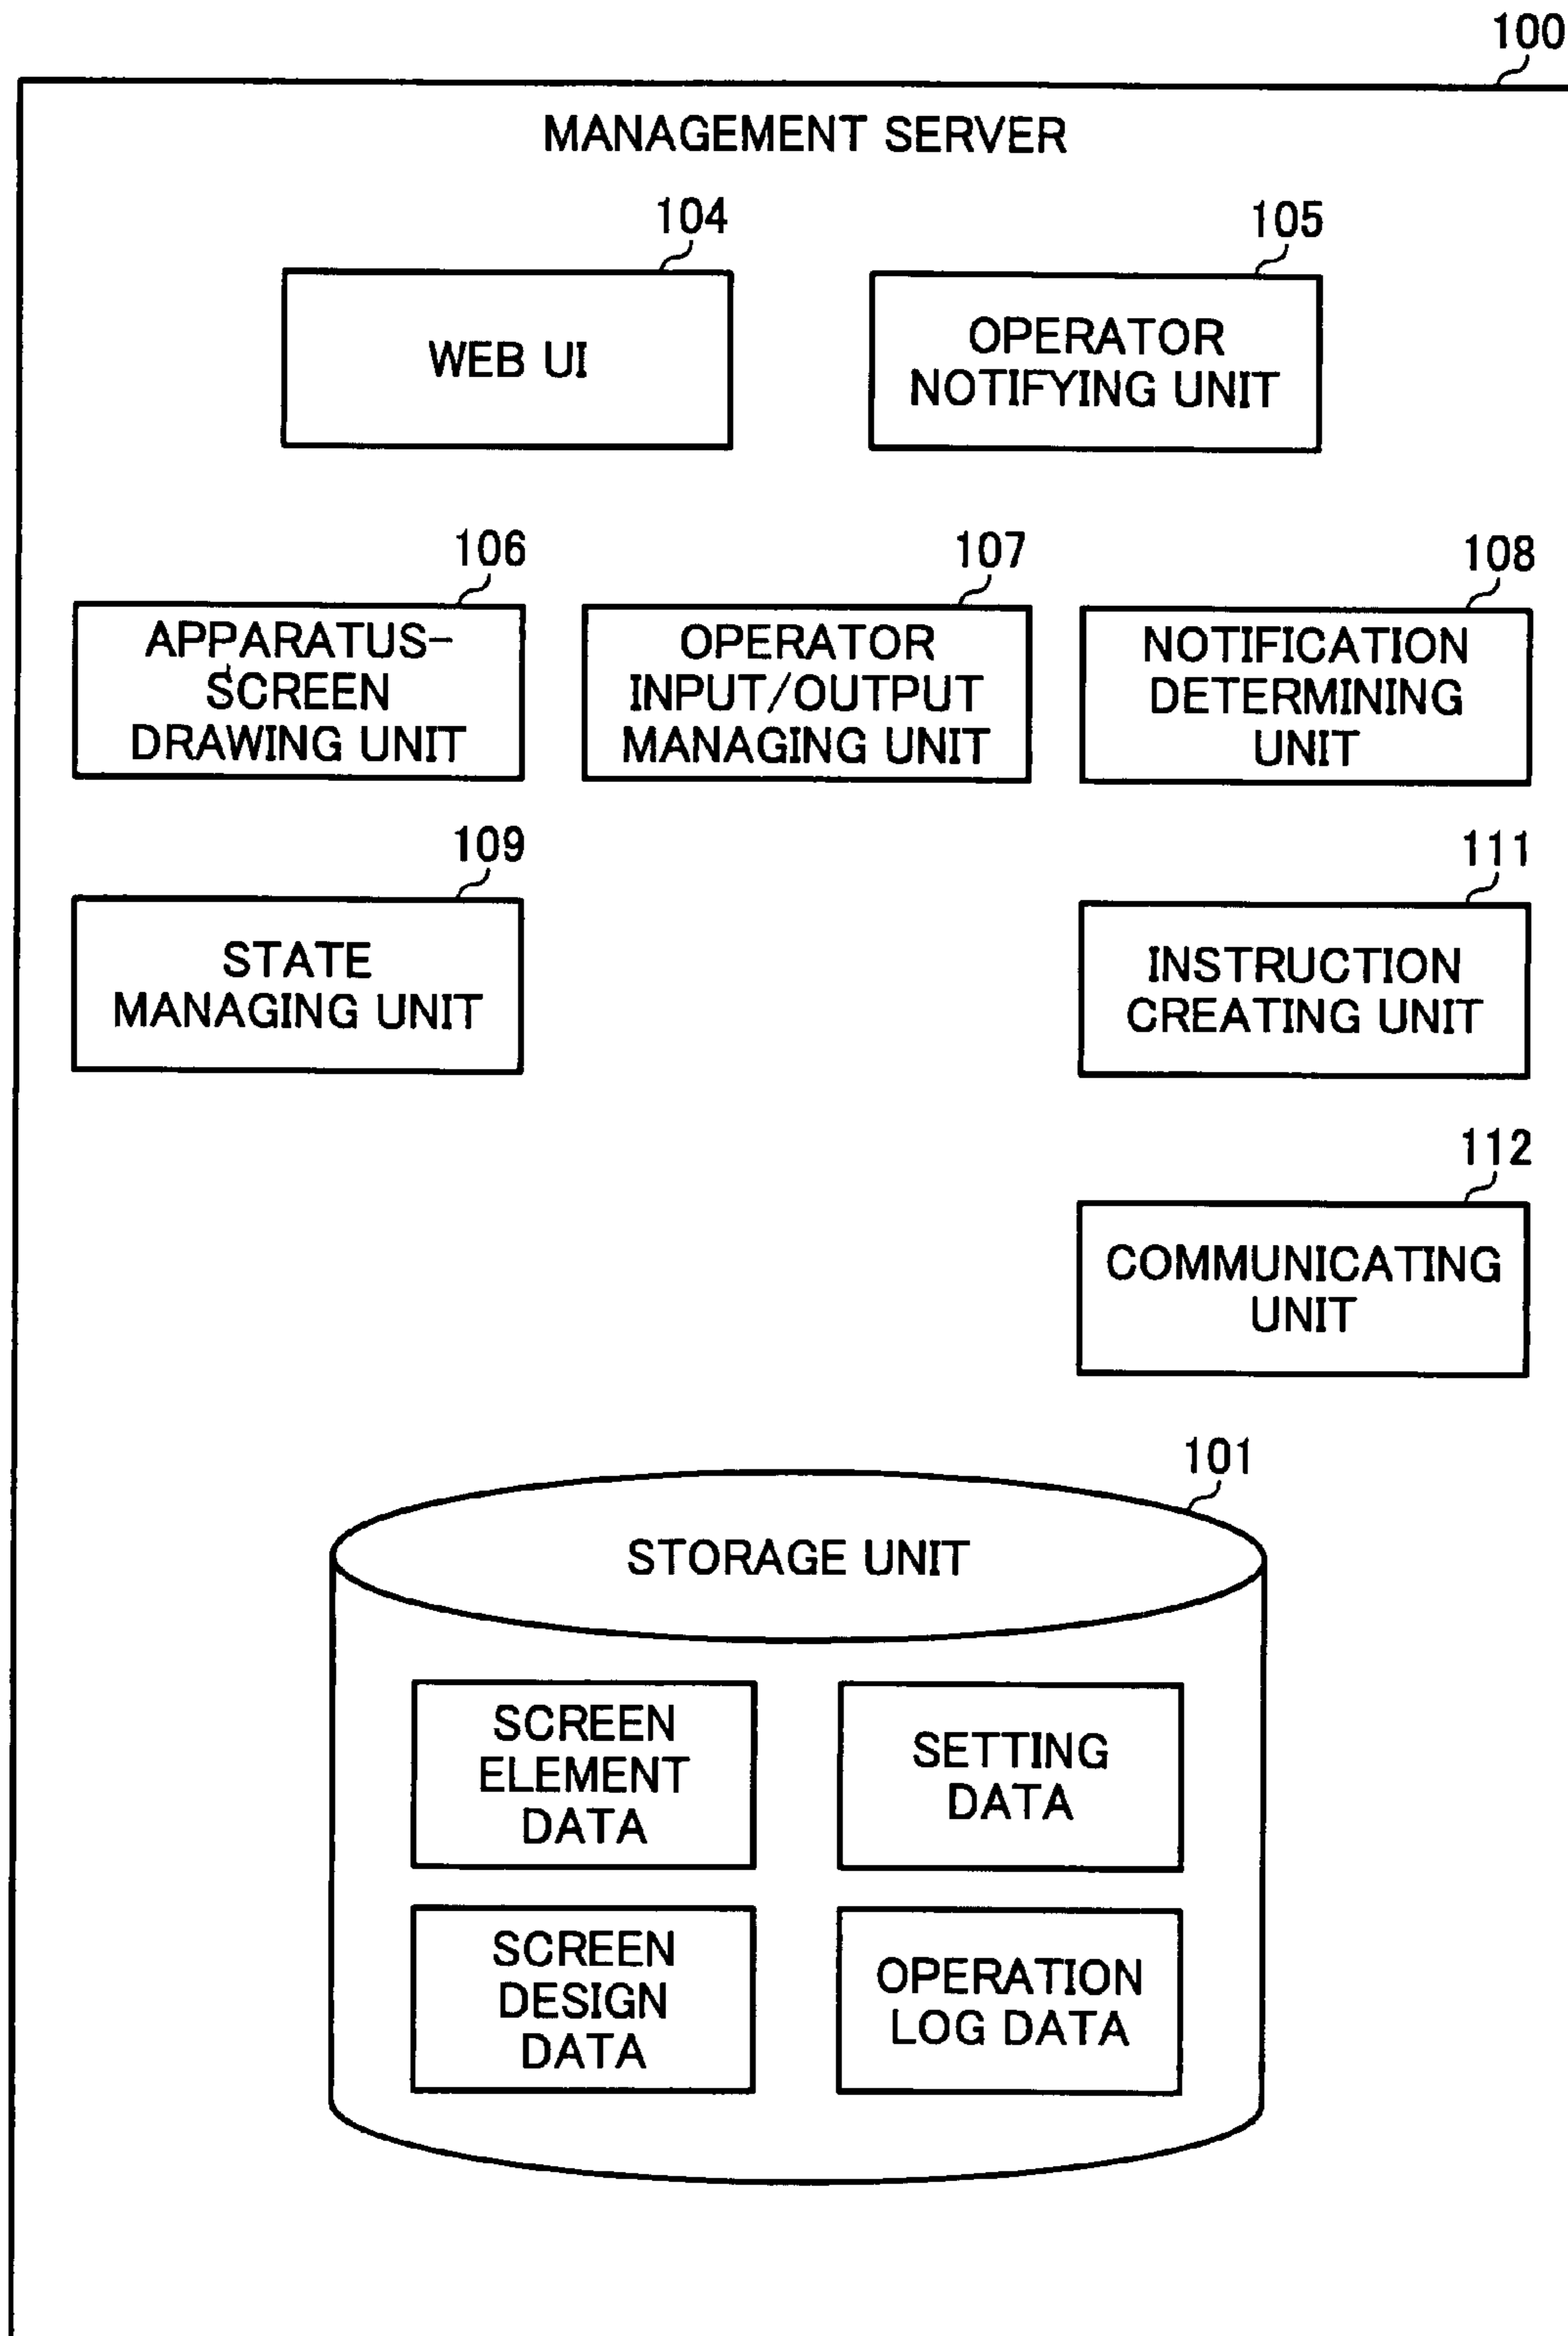 100
MANAGEMENT SERVER
104
WEB UI
105
OPERATOR
NOTIFYING UNIT
106
APPARATUS-
SCREEN
DRAWING UNIT
107
OPERATOR
INPUT/OUTPUT
MANAGING UNIT
108
NOTIFICATION
DETERMINING
UNIT
109
STATE
MANAGING UNIT
111
INSTRUCTION
CREATING UNIT
112
COMMUNICATING
UNIT
101
STORAGE UNIT
SCREEN
ELEMENT
DATA
SETTING
DATA
SCREEN
DESIGN
DATA
OPERATION
LOG DATA